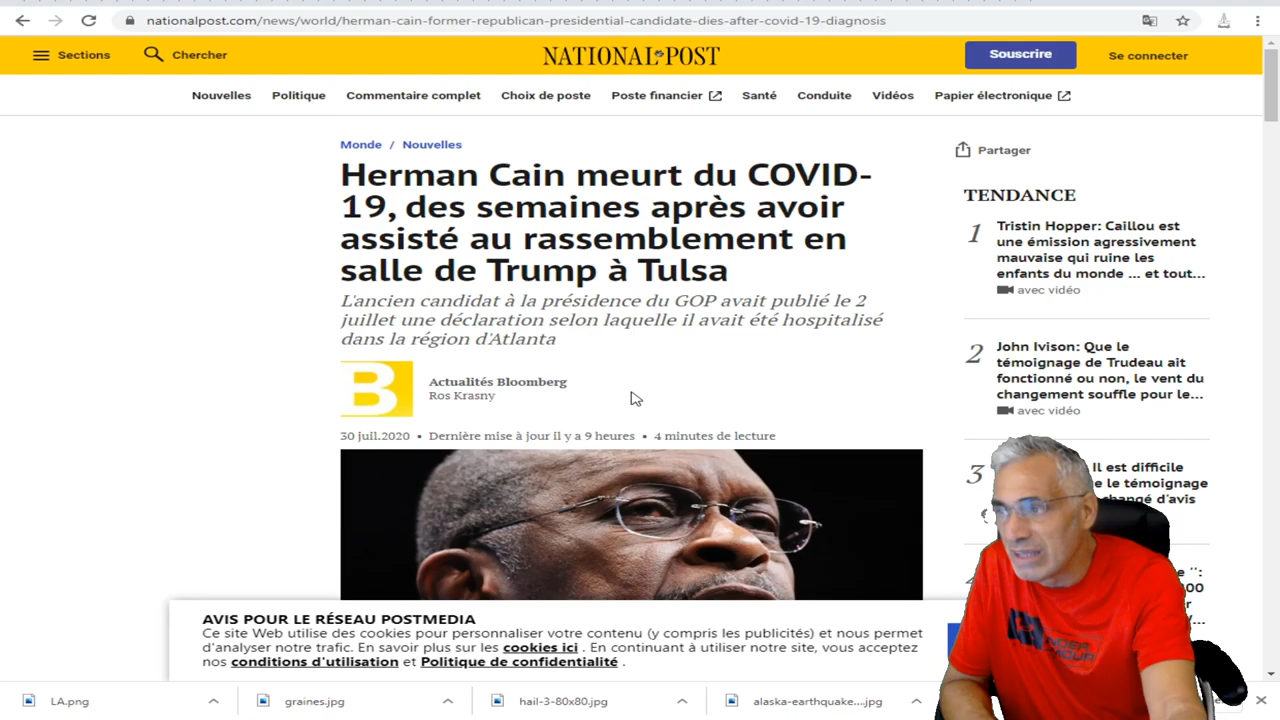 nationalpost.com/news/world/herman-cain-former-republican-presidential-candidate-dies-after-covid-19-diagnosis
Sections
Chercher
NATIONAL POST
Souscrire
Se connecter
Nouvelles
Politique
Commentaire complet
Choix de poste
Poste financier
Santé
Conduite
Vidéos
Papier électronique
Monde / Nouvelles
Herman Cain meurt du COVID-
19, des semaines après avoir
assisté au rassemblement en
salle de Trump à Tulsa
L'ancien candidat à la présidence du GOP avait publié le 2
juillet une déclaration selon laquelle il avait été hospitalisé
dans la région d'Atlanta
B
Actualités Bloomberg
Ros Krasny
30 juil.2020 • Dernière mise à jour il y a 9 heures • 4 minutes de lecture
Partager
TENDANCE
1
Tristin Hopper: Caillou est
une émission agressivement
mauvaise qui ruine les
enfants du monde ... et tout...
avec vidéo
2
John Ivison: Que le
témoignage de Trudeau ait
fonctionné ou non, le vent du
changement souffle pour le...
avec vidéo
3
Il est difficile
e le témoignage
changé d'avis
AVIS POUR LE RÉSEAU POSTMEDIA
Ce site Web utilise des cookies pour personnaliser votre contenu (y compris les publicités) et nous permet
d'analyser notre trafic. En savoir plus sur les cookies ici . En continuant à utiliser notre site, vous acceptez
nos conditions d'utilisation et Politique de confidentialité .
LA.png
graines.jpg
hail-3-80x80.jpg
alaska-earthquake....jpg